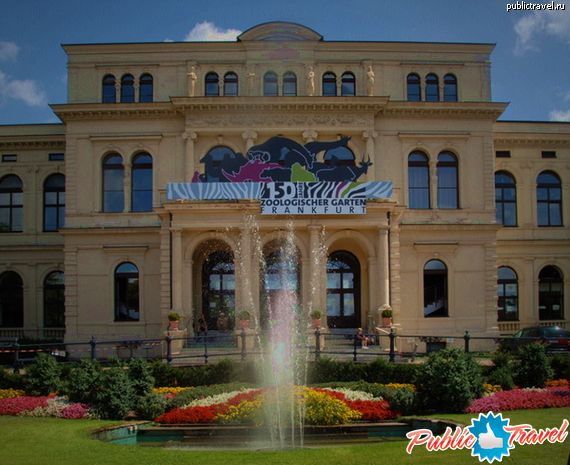 publictravel.ru
150 JAHRE
ZOOLOGISCHER GARTEN
FRANKFURT
Public Travel